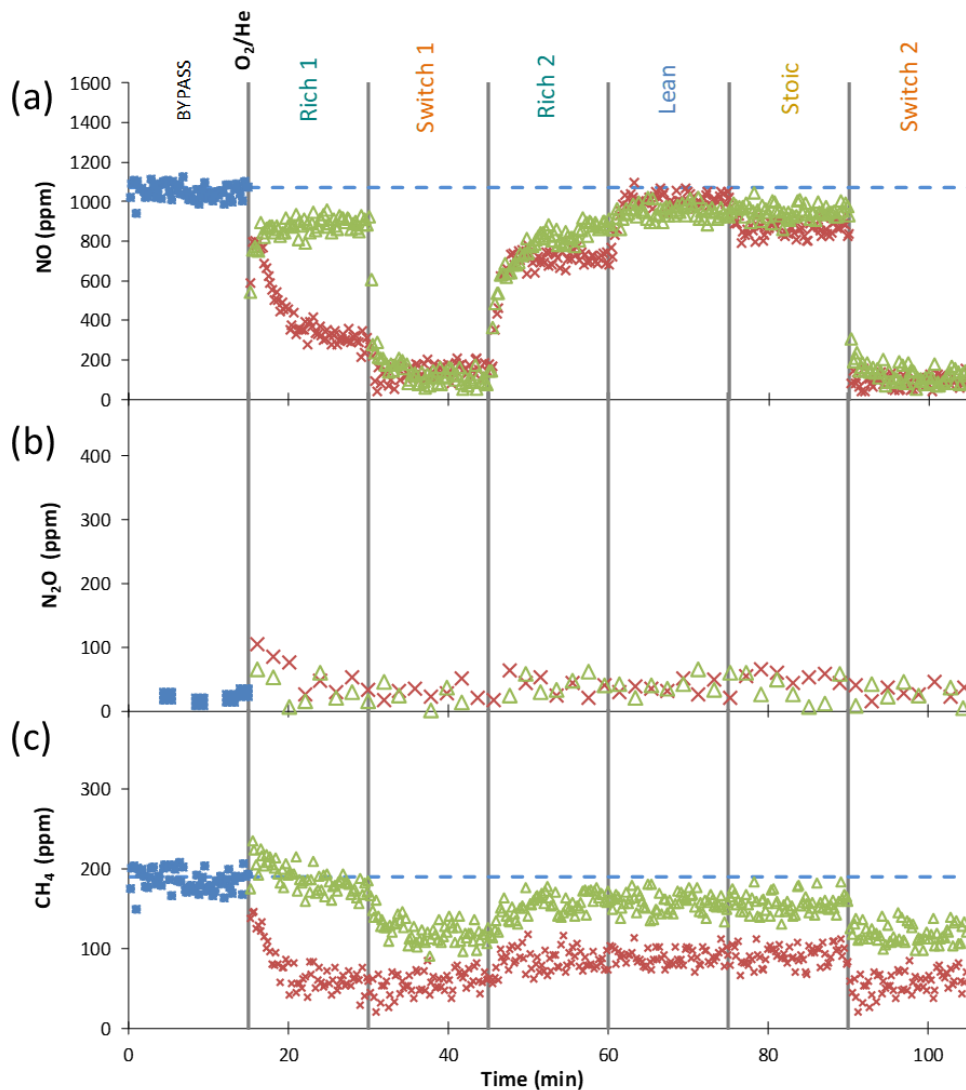 BYPASS
O₂/He
Rich 1
Switch 1
Rich 2
Lean
Stoic
Switch 2
(a)
1600
1400
1200
1000
800
600
400
200
0
NO (ppm)
(b)
400
300
200
100
0
N₂O (ppm)
(c)
300
200
100
0
CH₄ (ppm)
0 20 40 60 80 100
Time (min)